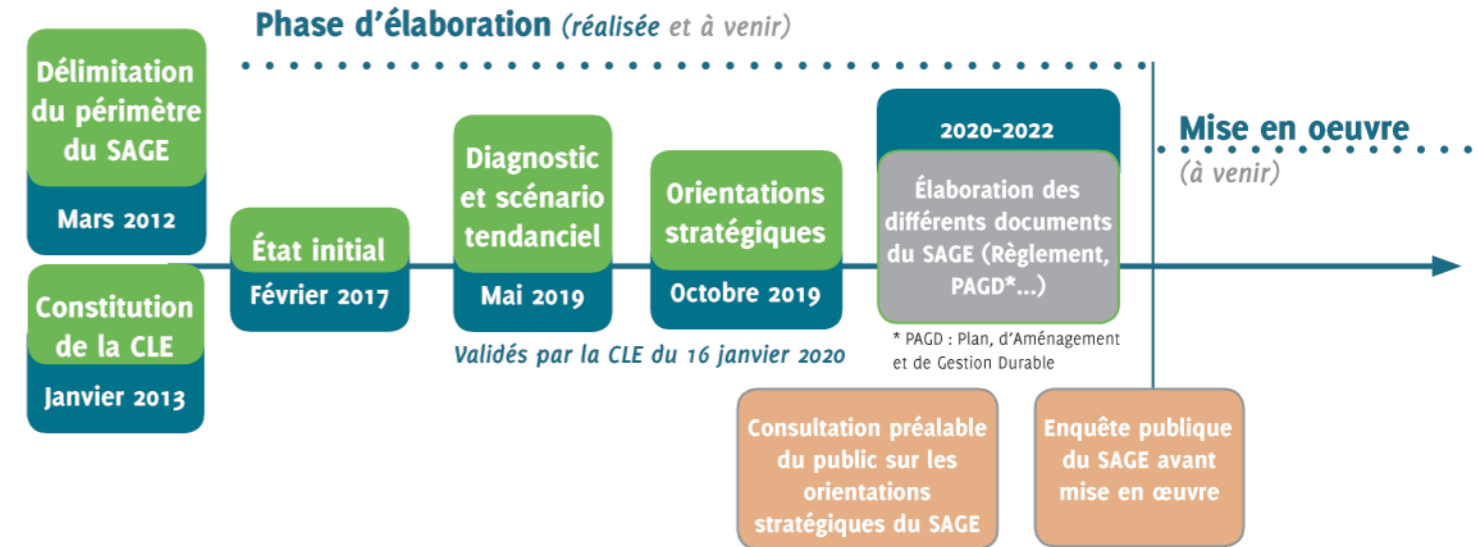 Phase d'élaboration (réalisée et à venir)
Délimitation
du périmètre
du SAGE
Mars 2012
Constitution
de la CLE
Janvier 2013
État initial
Février 2017
Diagnostic
et scénario
tendanciel
Mai 2019
Orientations
stratégiques
Octobre 2019
Validés par la CLE du 16 janvier 2020
2020-2022
Élaboration des
différents documents
du SAGE (Règlement,
PAGD*...)
* PAGD : Plan, d'Aménagement
et de Gestion Durable
Mise en oeuvre
(à venir)
Consultation préalable
du public sur les
orientations
stratégiques du SAGE
Enquête publique
du SAGE avant
mise en œuvre